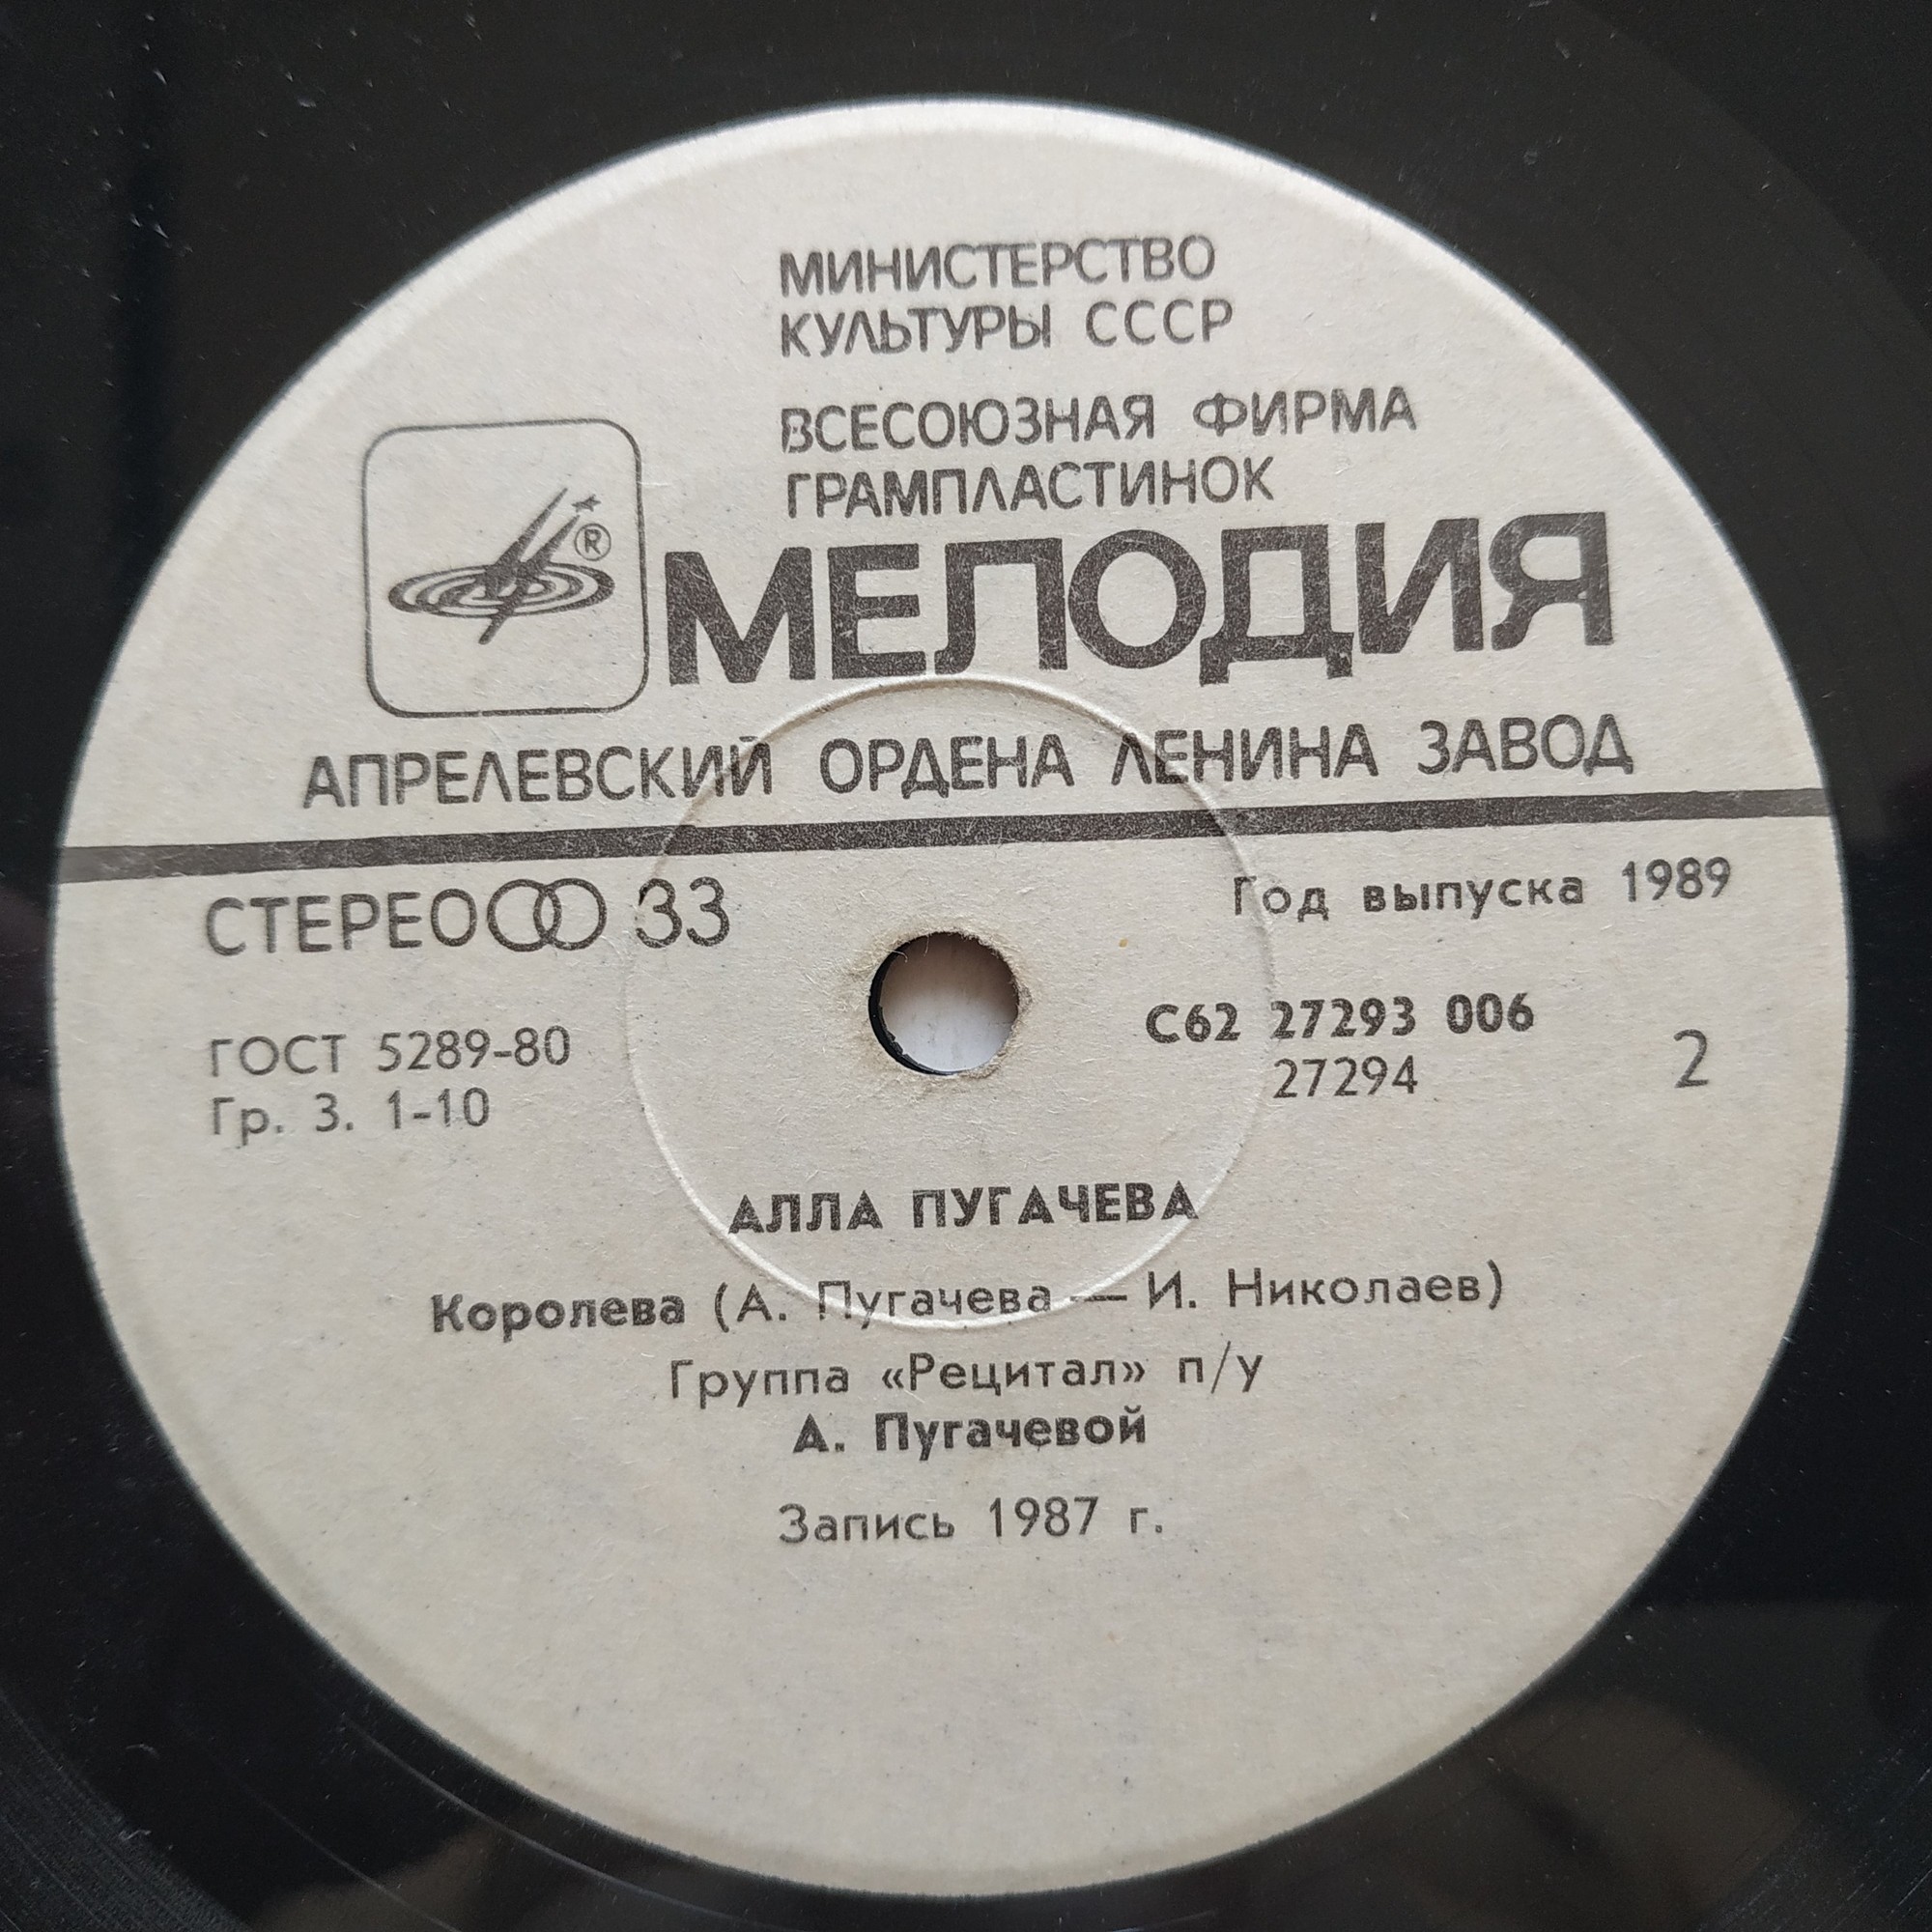 МИНИСТЕРСТВО
КУЛЬТУРЫ СССР
ВСЕСОЮЗНАЯ ФИРМА
ГРАМПЛАСТИНОК
®
МЕЛОДИЯ
АПРЕЛЕВСКИЙ ОРДЕНА ЛЕНИНА ЗАВОД
СТЕРЕО 33
Год выпуска 1989
ГОСТ 5289-80
Гр. 3. 1-10
С62 27293 006
27294
2
АЛЛА ПУГАЧЕВА
Королева (А. Пугачева — И. Николаев)
Группа «Рецитал» п/у
А. Пугачевой
Запись 1987 г.